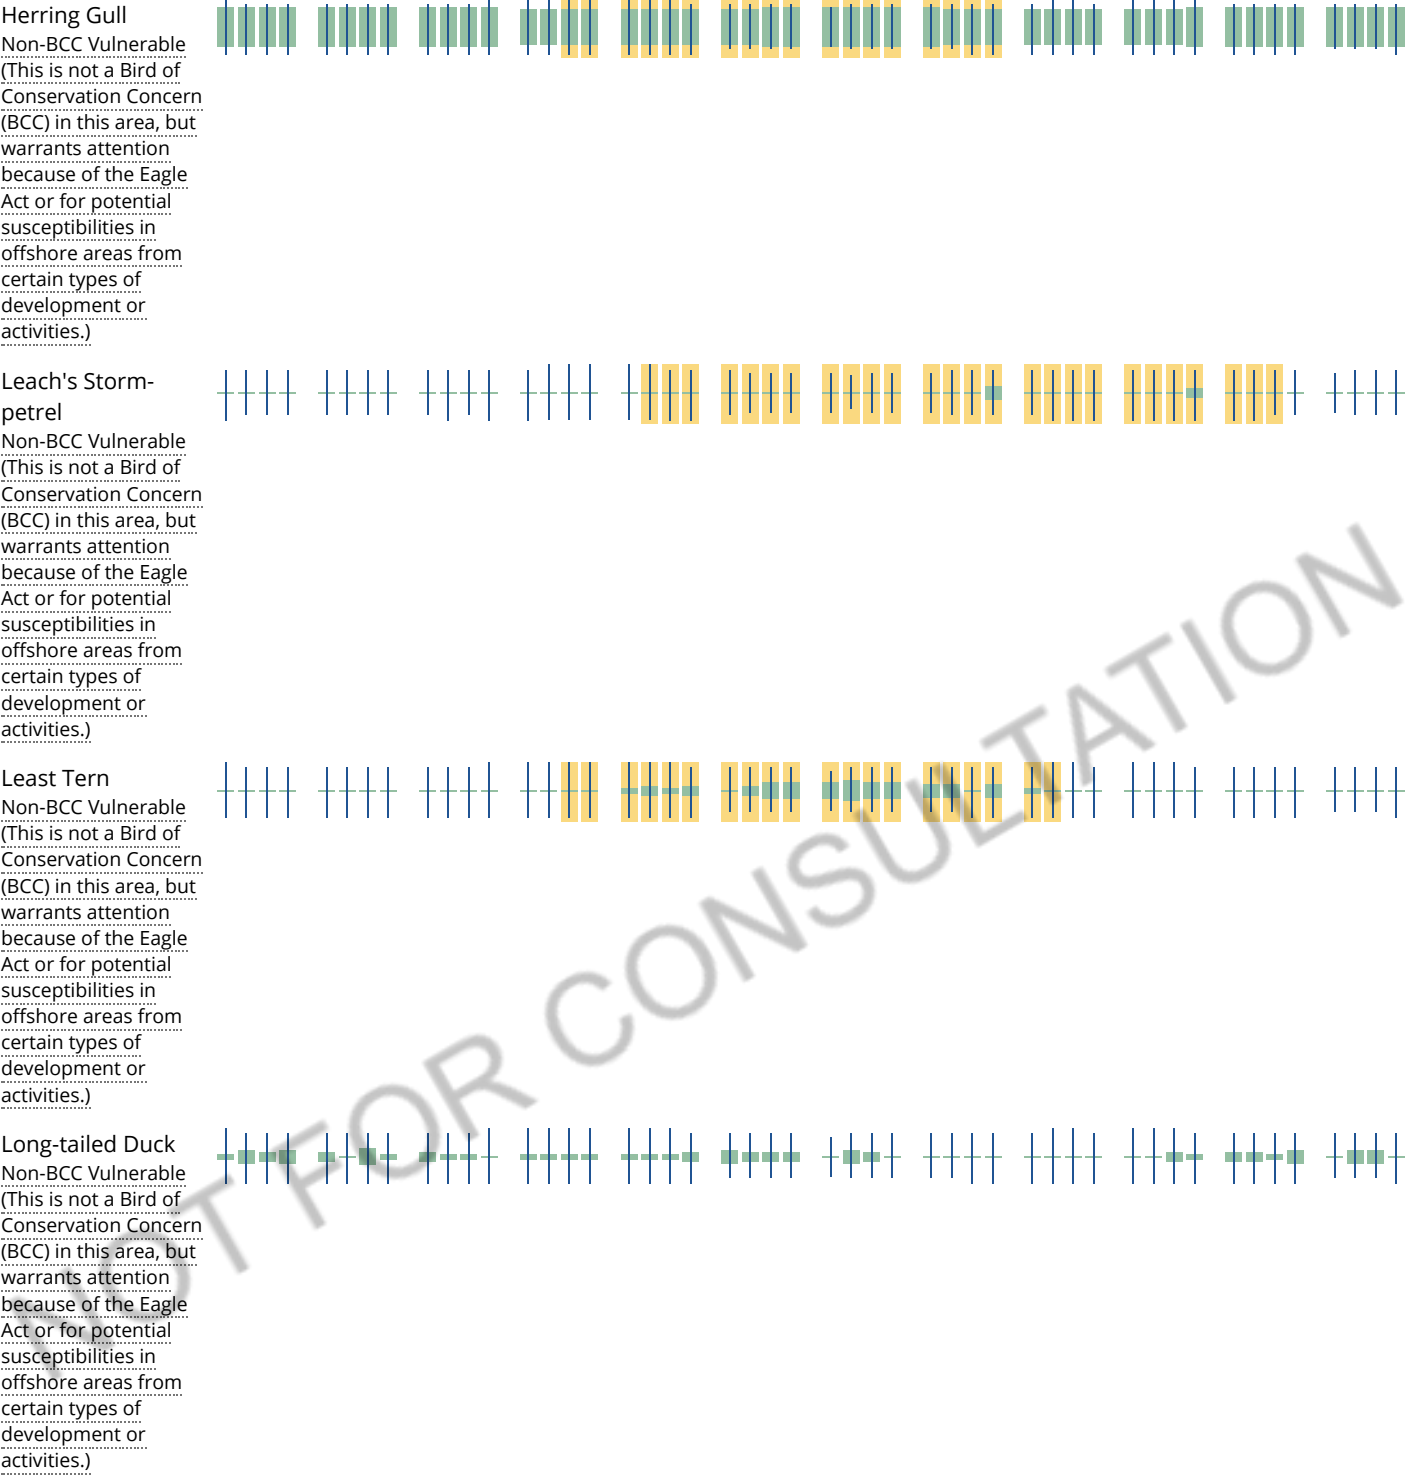 Herring Gull
Non-BCC Vulnerable
(This is not a Bird of
Conservation Concern
(BCC) in this area, but
warrants attention
because of the Eagle
Act or for potential
susceptibilities in
offshore areas from
certain types of
development or
activities.)
Leach's Storm-
petrel
Non-BCC Vulnerable
(This is not a Bird of
Conservation Concern
(BCC) in this area, but
warrants attention
because of the Eagle
Act or for potential
susceptibilities in
offshore areas from
certain types of
development or
activities.)
Least Tern
Non-BCC Vulnerable
(This is not a Bird of
Conservation Concern
(BCC) in this area, but
warrants attention
because of the Eagle
Act or for potential
susceptibilities in
offshore areas from
certain types of
development or
activities.)
Long-tailed Duck
Non-BCC Vulnerable
(This is not a Bird of
Conservation Concern
(BCC) in this area, but
warrants attention
because of the Eagle
Act or for potential
susceptibilities in
offshore areas from
certain types of
development or
activities.)
NOT FOR CONSULTATION